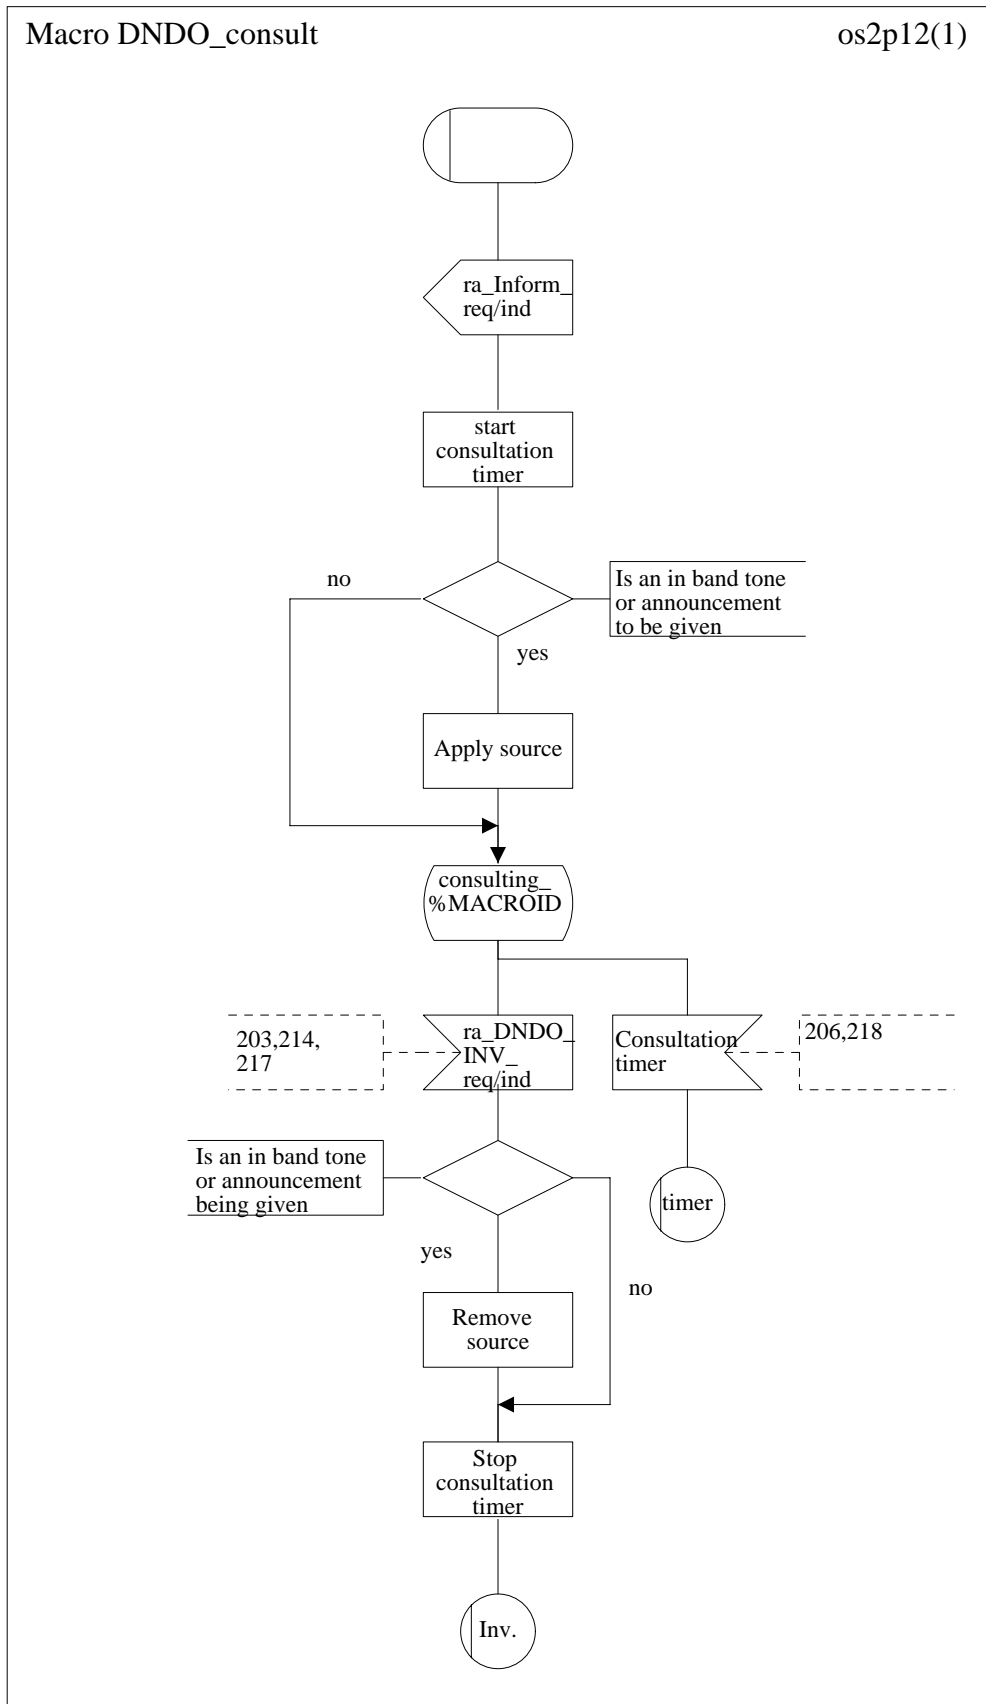 Macro DNDO_consult
os2p12(1)
ra_Inform_
req/ind
start
consultation
timer
no
Is an in band tone
or announcement
to be given
yes
Apply source
consulting_
%MACROID
203,214,
217
ra_DNDO_
INV_
req/ind
Consultation
timer
206,218
Is an in band tone
or announcement
being given
timer
yes
no
Remove
source
Stop
consultation
timer
Inv.